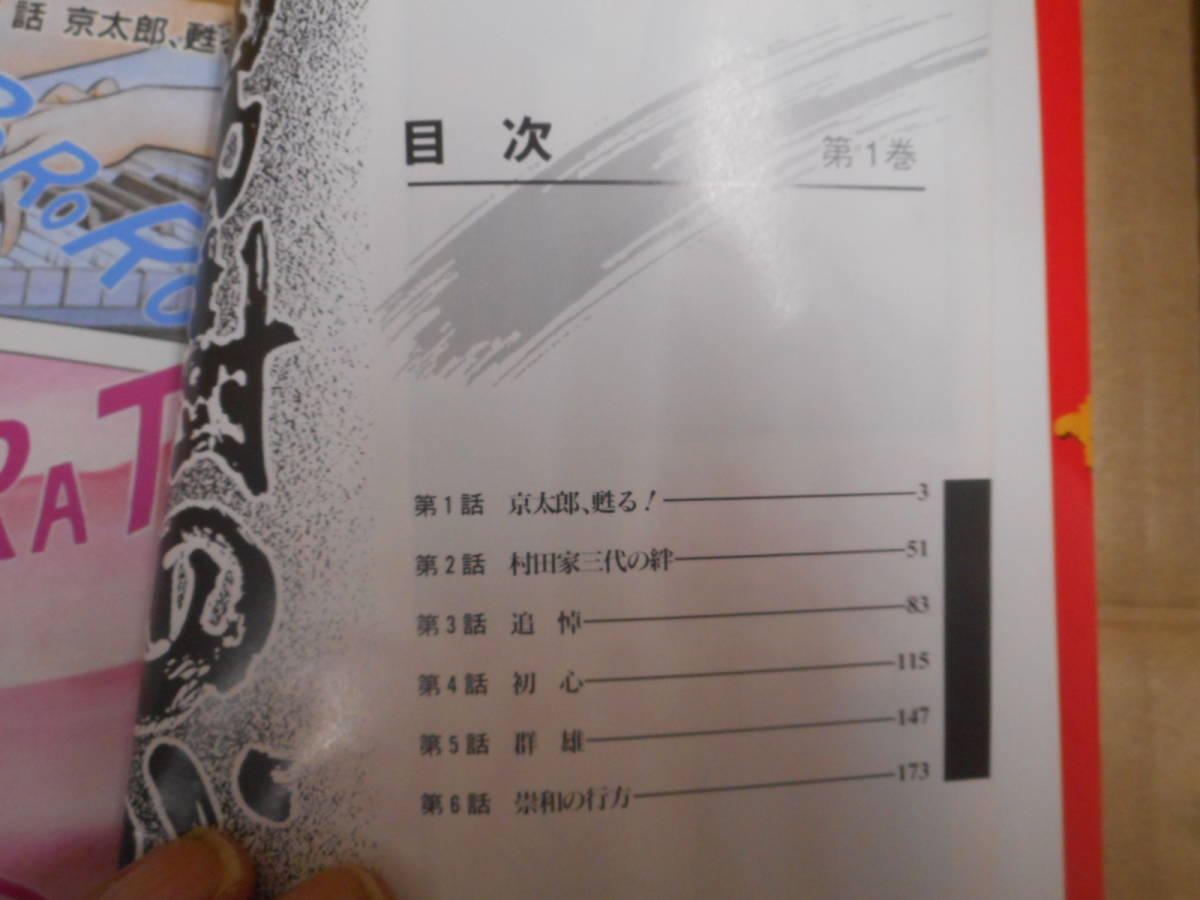 話 京太郎、甦
RORORO
RAT
目 次
第1巻
第1話 京太郎、甦る! 3
第2話 村田家三代の絆 51
第3話 追 悼 83
第4話 初 心 115
第5話 群 雄 147
第6話 崇和の行方 173